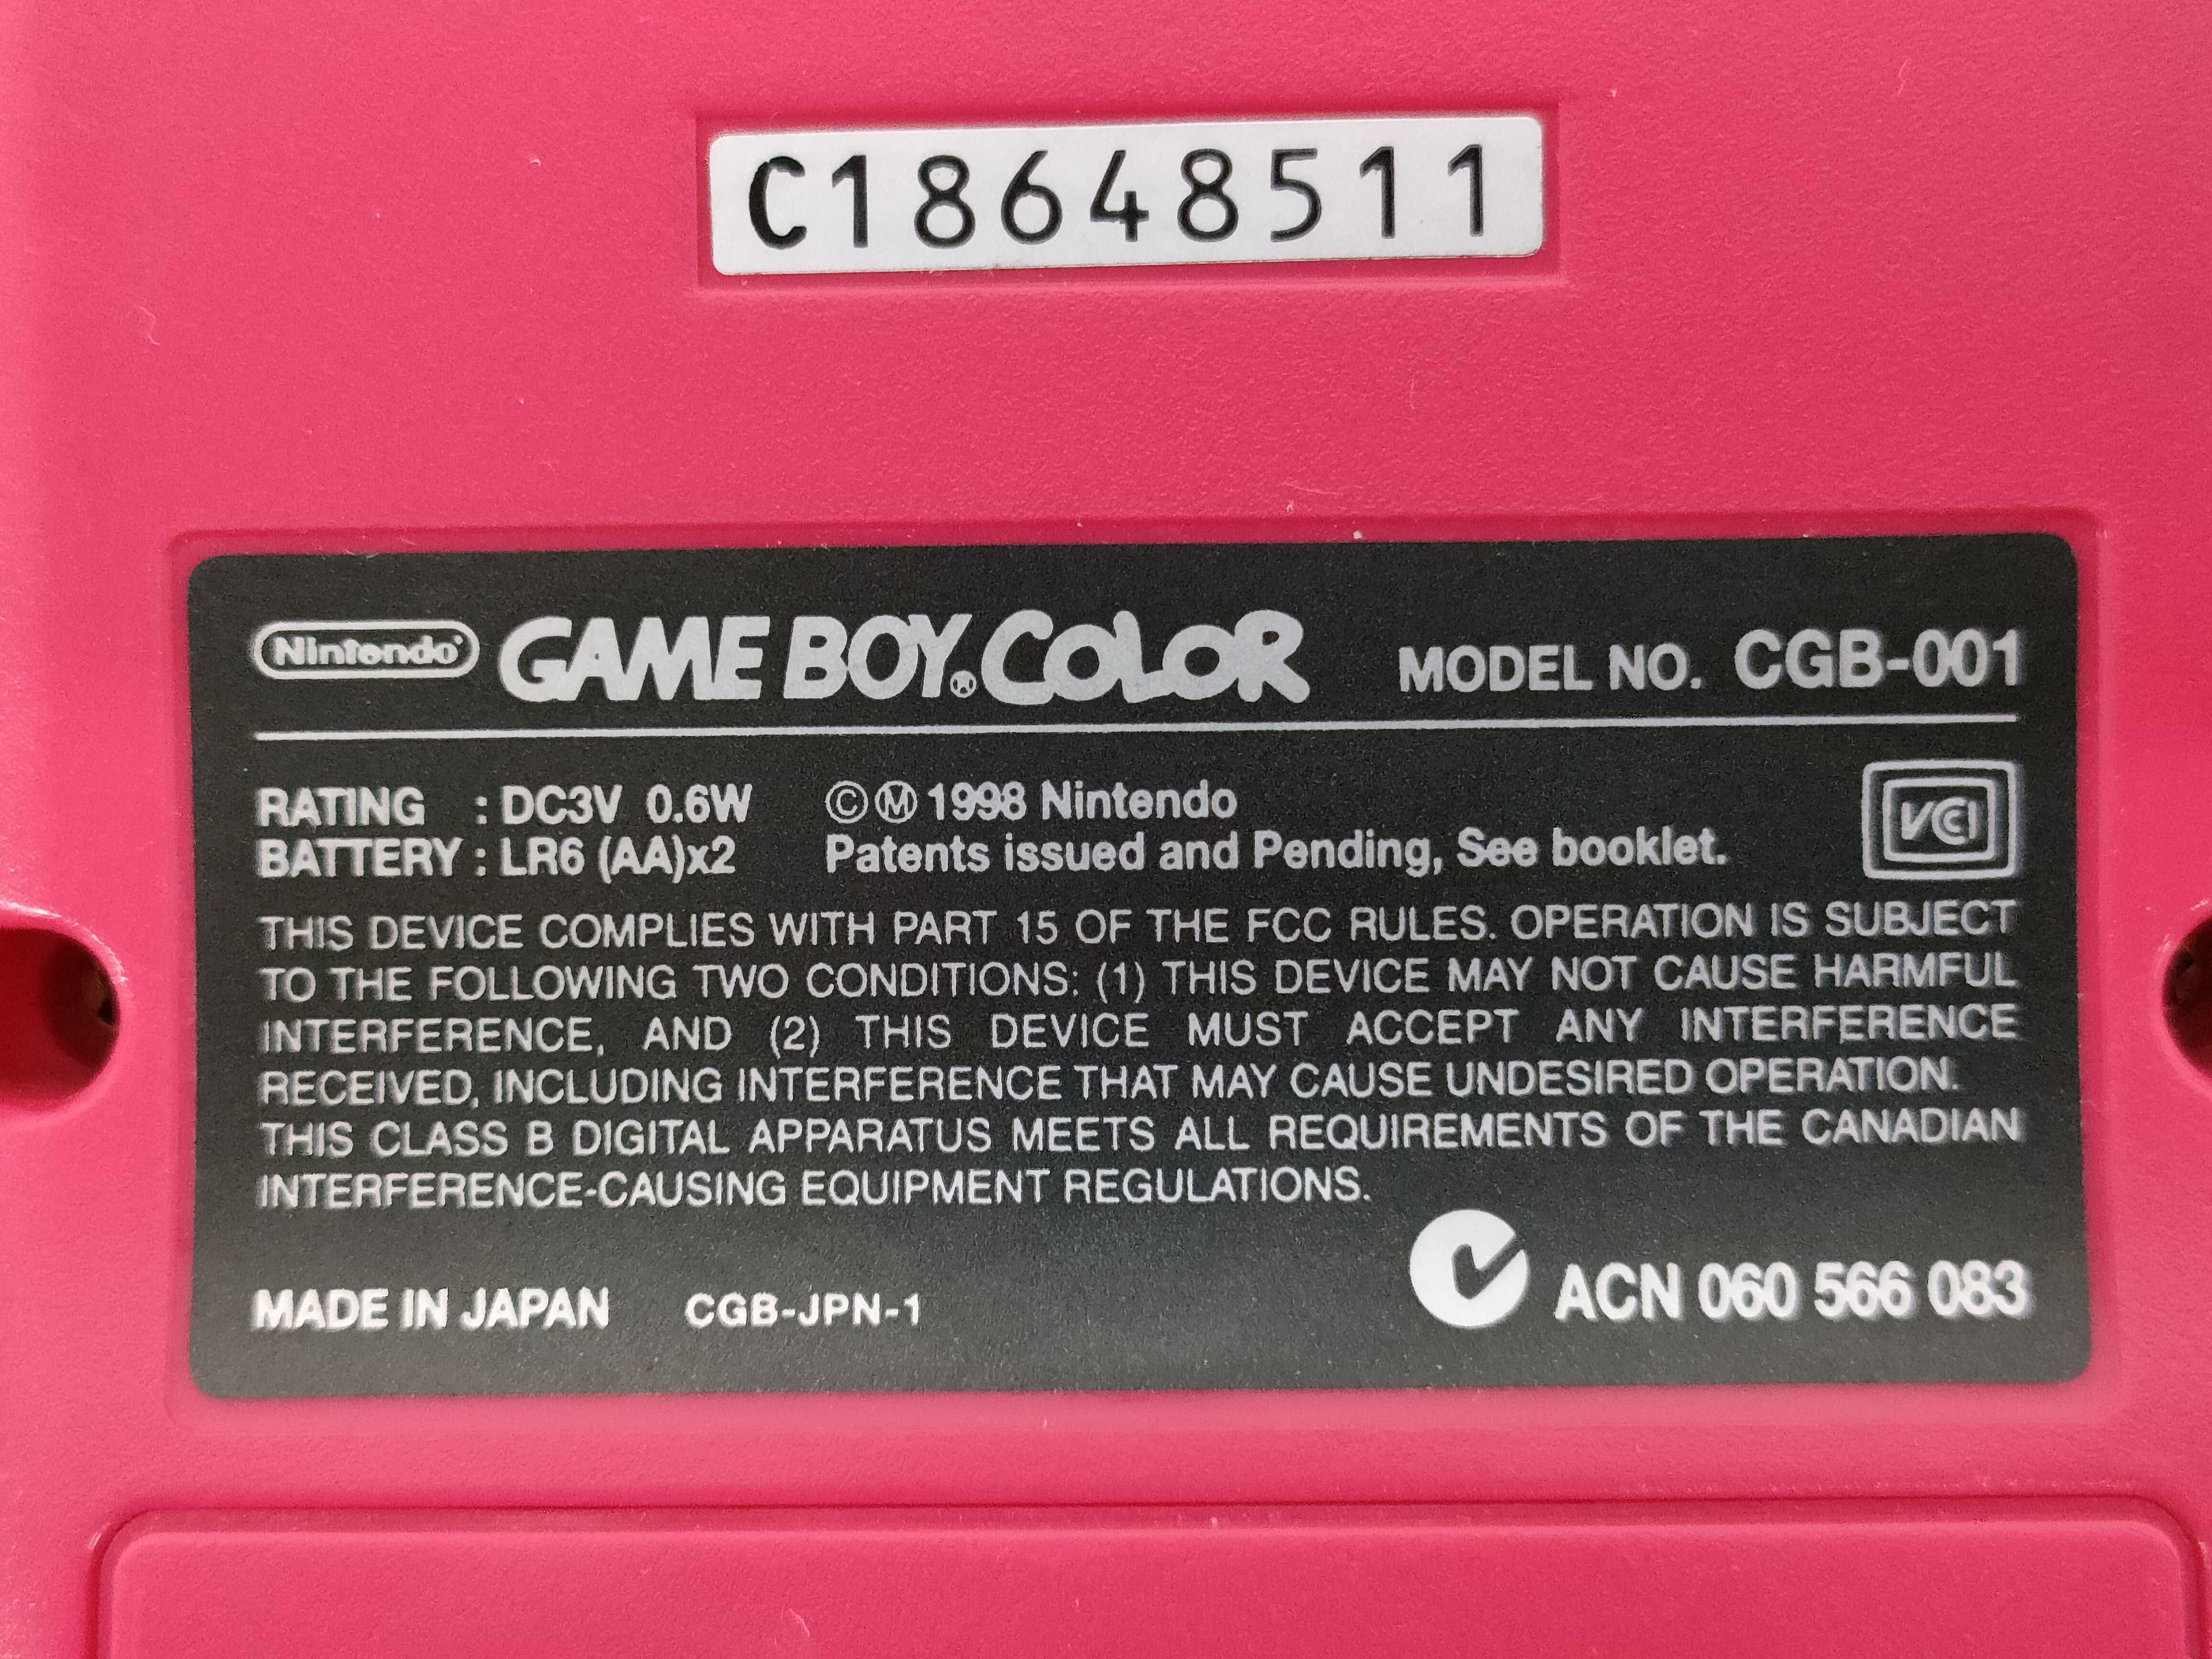 C18648511
Nintendo GAME BOY COLOR MODEL NO. CGB-001
RATING : DC3V 0.6W
BATTERY : LR6 (AA)x2
©Ⓜ 1998 Nintendo
Patents issued and Pending, See booklet.
VCI
THIS DEVICE COMPLIES WITH PART 15 OF THE FCC RULES. OPERATION IS SUBJECT
TO THE FOLLOWING TWO CONDITIONS: (1) THIS DEVICE MAY NOT CAUSE HARMFUL
INTERFERENCE, AND (2) THIS DEVICE MUST ACCEPT ANY INTERFERENCE
RECEIVED, INCLUDING INTERFERENCE THAT MAY CAUSE UNDESIRED OPERATION.
THIS CLASS B DIGITAL APPARATUS MEETS ALL REQUIREMENTS OF THE CANADIAN
INTERFERENCE-CAUSING EQUIPMENT REGULATIONS.
MADE IN JAPAN CGB-JPN-1
ACN 060 566 083